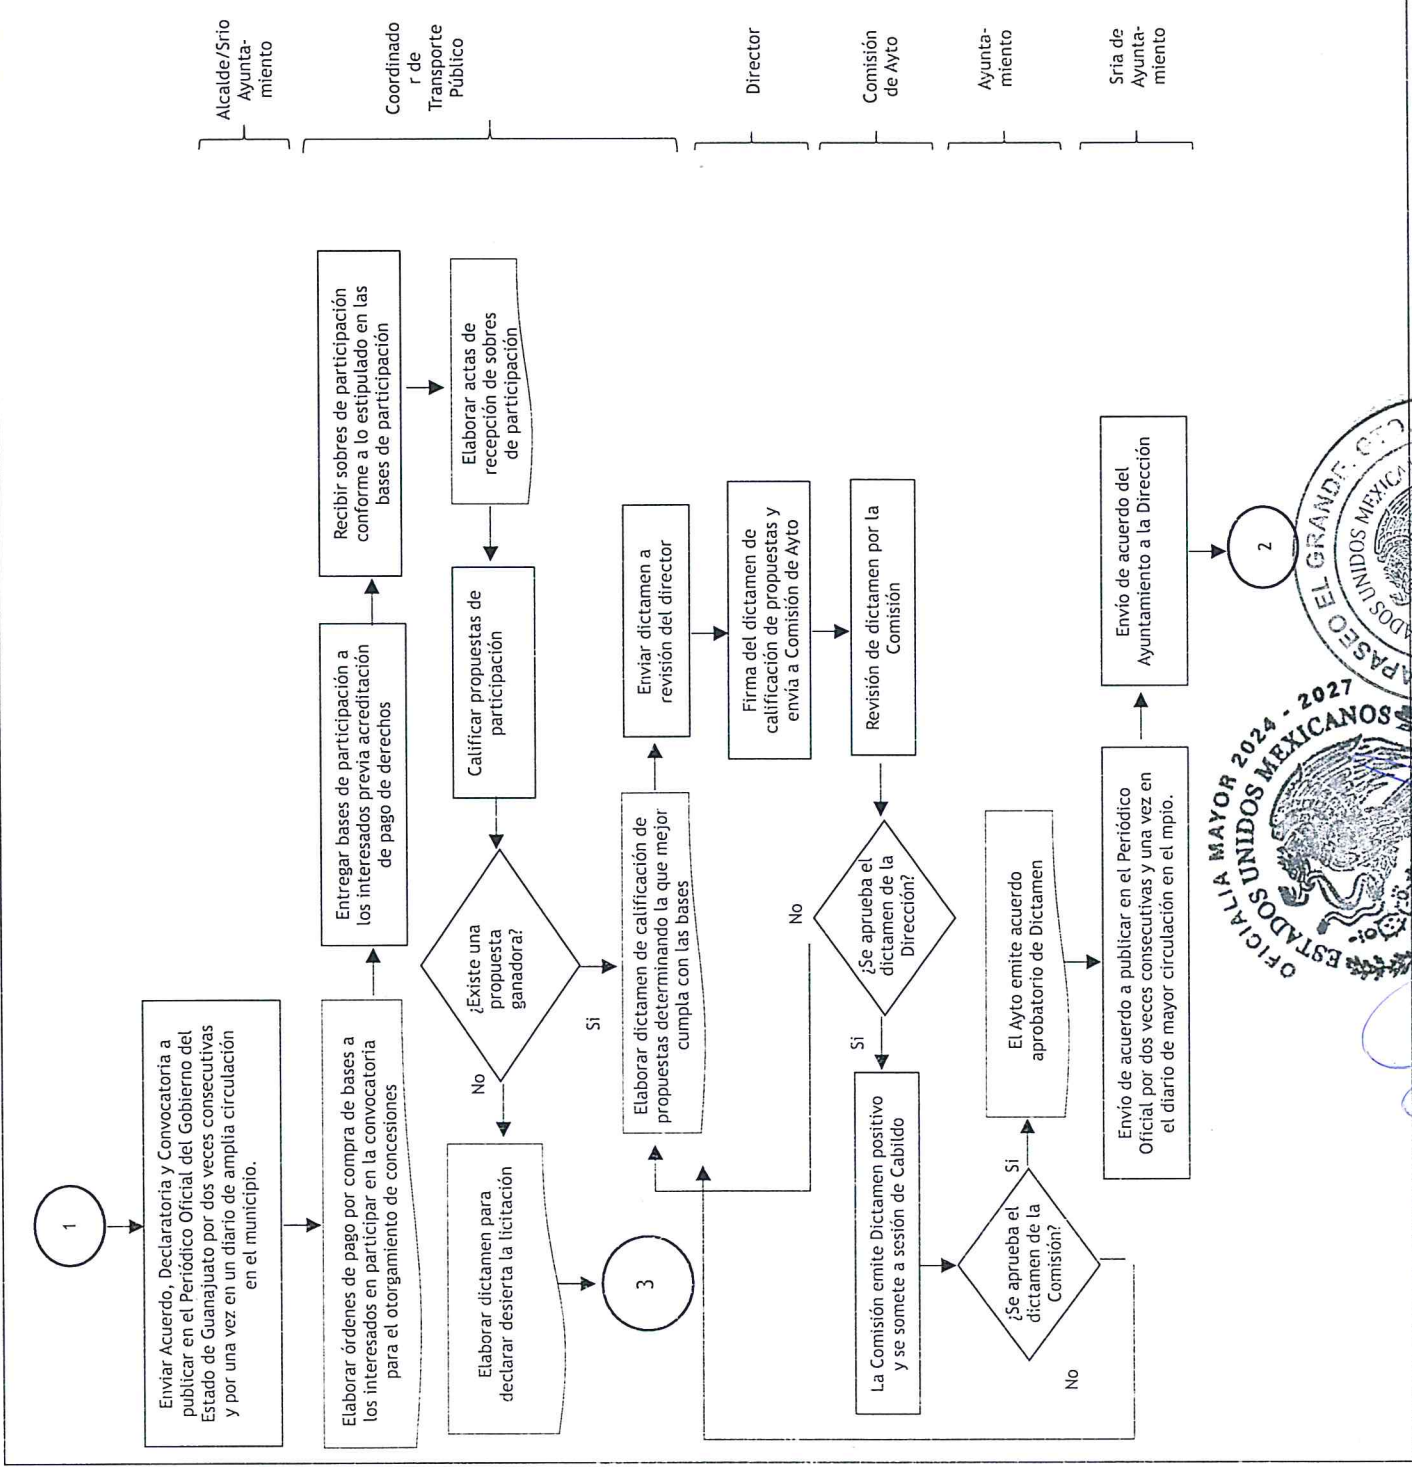 1
Enviar Acuerdo, Declaratoria y Convocatoria a
publicar en el Periódico Oficial del Gobierno del
Estado de Guanajuato por dos veces consecutivas
y por una vez en un diario de amplia circulación
en el municipio.
Alcalde/Srio
Ayunta-
miento
Elaborar órdenes de pago por compra de bases a
los interesados en participar en la convocatoria
para el otorgamiento de concesiones
Entregar bases de participación a
los interesados previa acreditación
de pago de derechos
Recibir sobres de participación
conforme a lo estipulado en las
bases de participación
Coordinado
r de
Transporte
Público
Elaborar actas de
recepción de sobres
de participación
Calificar propuestas de
participación
¿Existe una
propuesta
ganadora?
No
Si
Elaborar dictamen para
declarar desierta la licitación
3
Elaborar dictamen de calificación de
propuestas determinando la que mejor
cumpla con las bases
Enviar dictamen a
revisión del director
Firma del dictamen de
calificación de propuestas y
envía a Comisión de Ayto
Director
Revisión de dictamen por la
Comisión
Comisión
de Ayto
¿Se aprueba el
dictamen de la
Dirección?
No
Si
La Comisión emite Dictamen positivo
y se somete a sesión de Cabildo
¿Se aprueba el
dictamen de la
Comisión?
No
Si
El Ayto emite acuerdo
aprobatorio de Dictamen
Ayunta-
miento
Envío de acuerdo a publicar en el Periódico
Oficial por dos veces consecutivas y una vez en
el diario de mayor circulación en el mpio.
Envío de acuerdo del
Ayuntamiento a la Dirección
Sria de
Ayunta-
miento
2
OFICIALIA MAYOR 2024 - 2027
ESTADOS UNIDOS MEXICANOS
APASEO EL GRANDE, GTO
UNIDOS